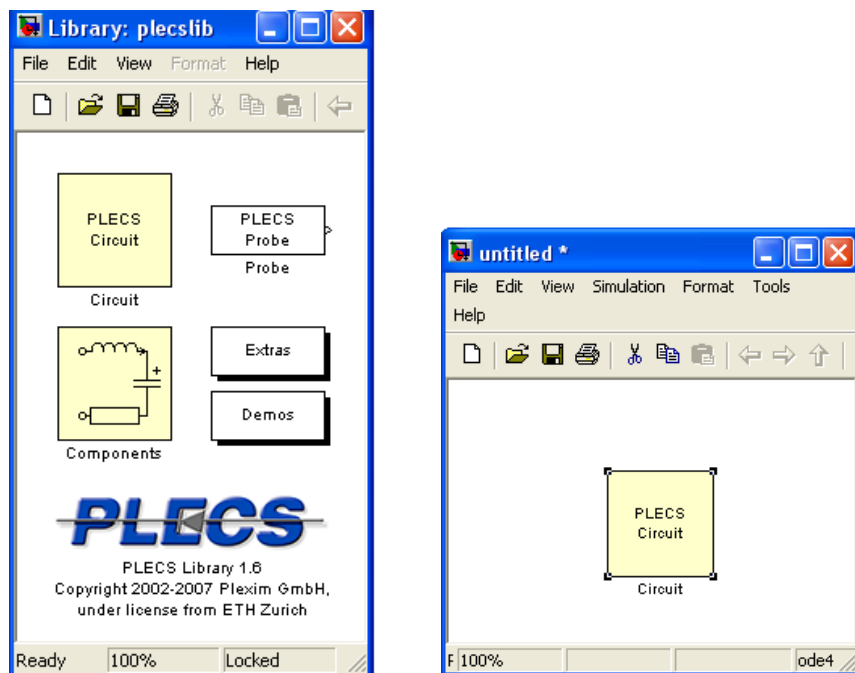 Library: plecslib
File Edit View Format Help
PLECS
Circuit
Circuit
PLECS
Probe
Probe
Components
+
Extras
Demos
PLECS
PLECS Library 1.6
Copyright 2002-2007 Plexim GmbH,
under license from ETH Zurich
Ready 100% Locked
untitled *
File Edit View Simulation Format Tools
Help
PLECS
Circuit
Circuit
F 100% ode4